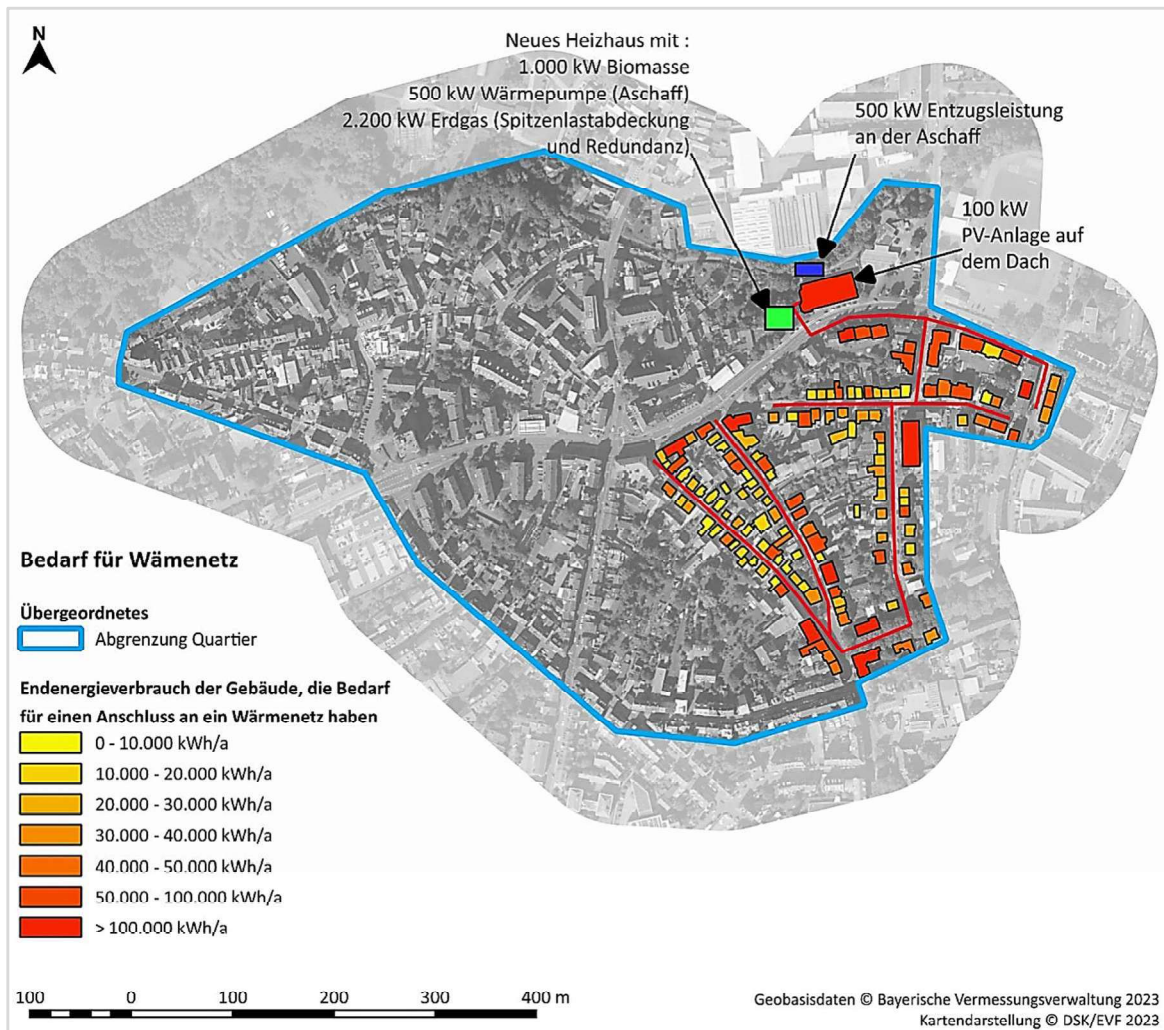 N
Neues Heizhaus mit :
1.000 kW Biomasse
500 kW Wärmepumpe (Aschaff)
2.200 kW Erdgas (Spitzenlastabdeckung
und Redundanz)
500 kW Entzugsleistung
an der Aschaff
100 kW
PV-Anlage auf
dem Dach
Bedarf für Wämenetz
Übergeordnetes
Abgrenzung Quartier
Endenergieverbrauch der Gebäude, die Bedarf
für einen Anschluss an ein Wärmenetz haben
0 - 10.000 kWh/a
10.000 - 20.000 kWh/a
20.000 - 30.000 kWh/a
30.000 - 40.000 kWh/a
40.000 - 50.000 kWh/a
50.000 - 100.000 kWh/a
> 100.000 kWh/a
100 0 100 200 300 400 m
Geobasisdaten © Bayerische Vermessungsverwaltung 2023
Kartendarstellung © DSK/EVF 2023